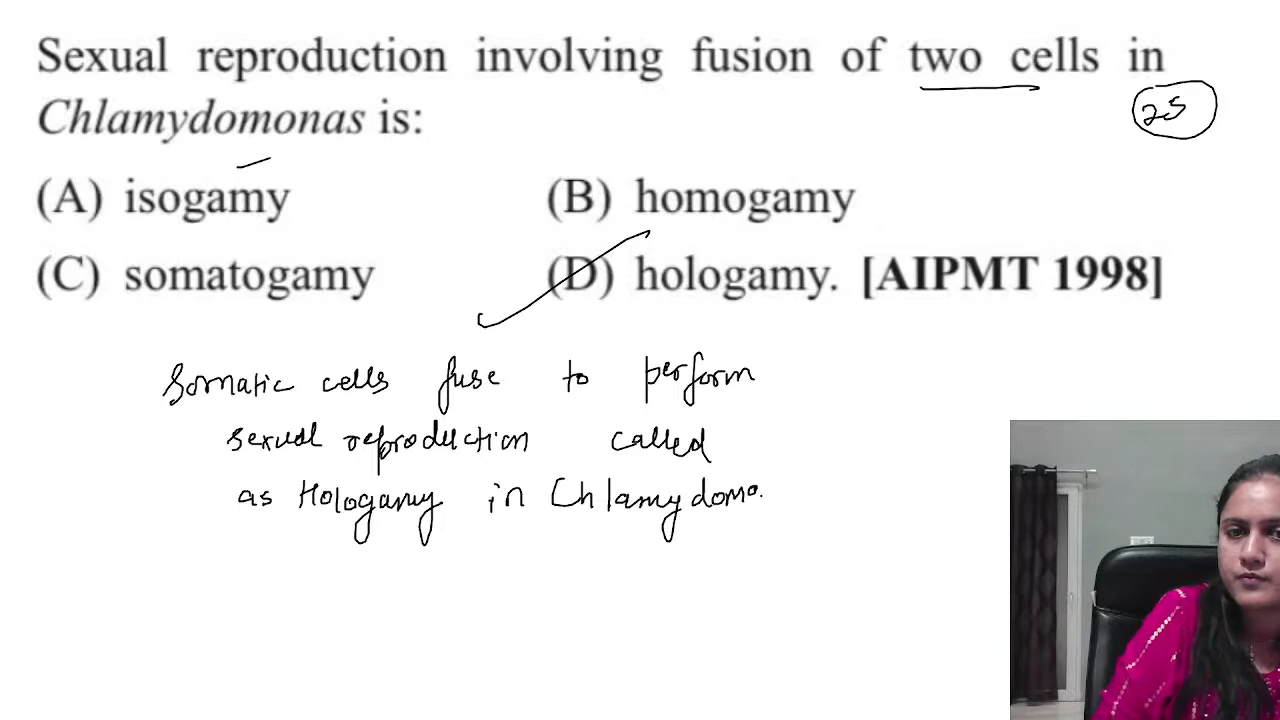 Sexual reproduction involving fusion of two cells in
Chlamydomonas is:
25
(A) isogamy (B) homogamy
(C) somatogamy (D) hologamy. [AIPMT 1998]
Somatic cells fuse to perform
sexual reproduction called
as Hologamy in Chlamydomo.